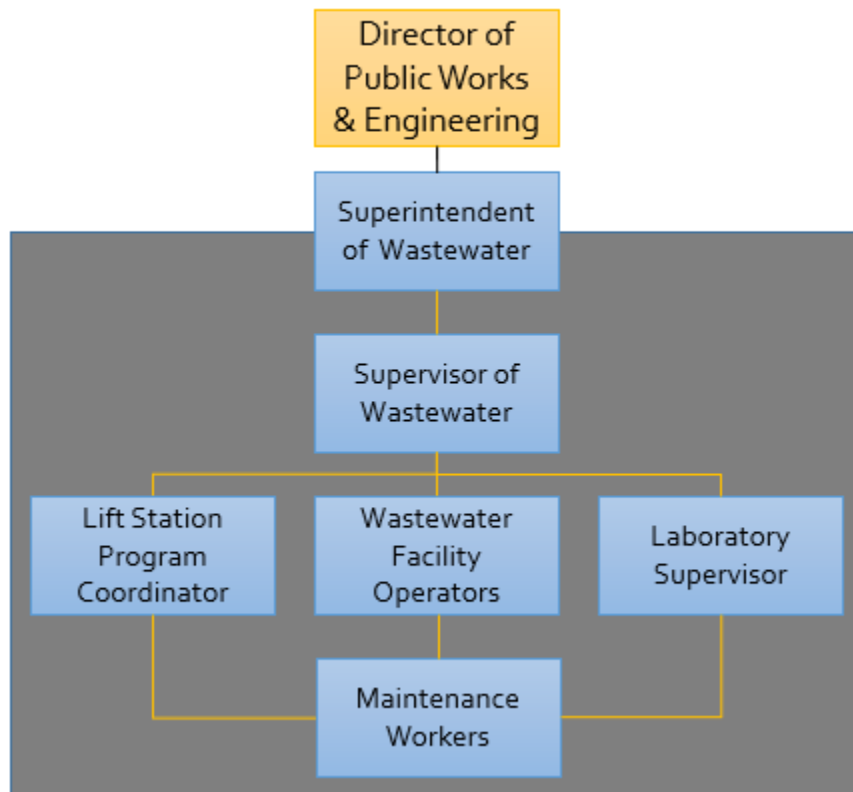 Director of
Public Works
& Engineering
Superintendent
of Wastewater
Supervisor of
Wastewater
Lift Station
Program
Coordinator
Wastewater
Facility
Operators
Laboratory
Supervisor
Maintenance
Workers